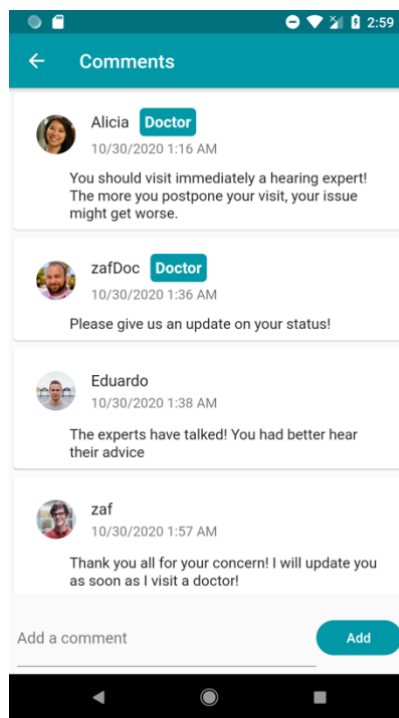 2:59
Comments
Alicia Doctor
10/30/2020 1:16 AM
You should visit immediately a hearing expert!
The more you postpone your visit, your issue
might get worse.
zafDoc Doctor
10/30/2020 1:36 AM
Please give us an update on your status!
Eduardo
10/30/2020 1:38 AM
The experts have talked! You had better hear
their advice
zaf
10/30/2020 1:57 AM
Thank you all for your concern! I will update you
as soon as I visit a doctor!
Add a comment Add